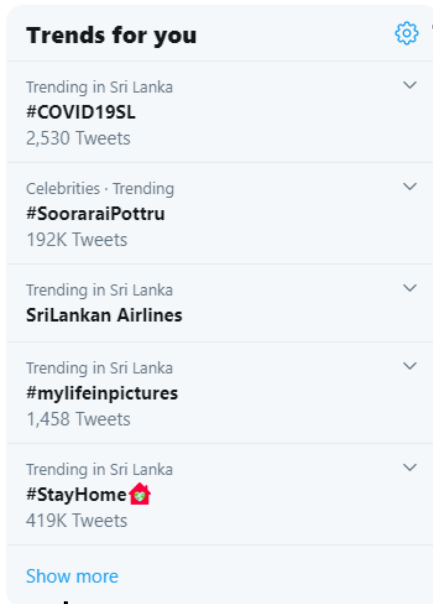 Trends for you
Trending in Sri Lanka
#COVID19SL
2,530 Tweets
Celebrities · Trending
#SooraraiPottru
192K Tweets
Trending in Sri Lanka
SriLankan Airlines
Trending in Sri Lanka
#mylifeinpictures
1,458 Tweets
Trending in Sri Lanka
#StayHome
419K Tweets
Show more